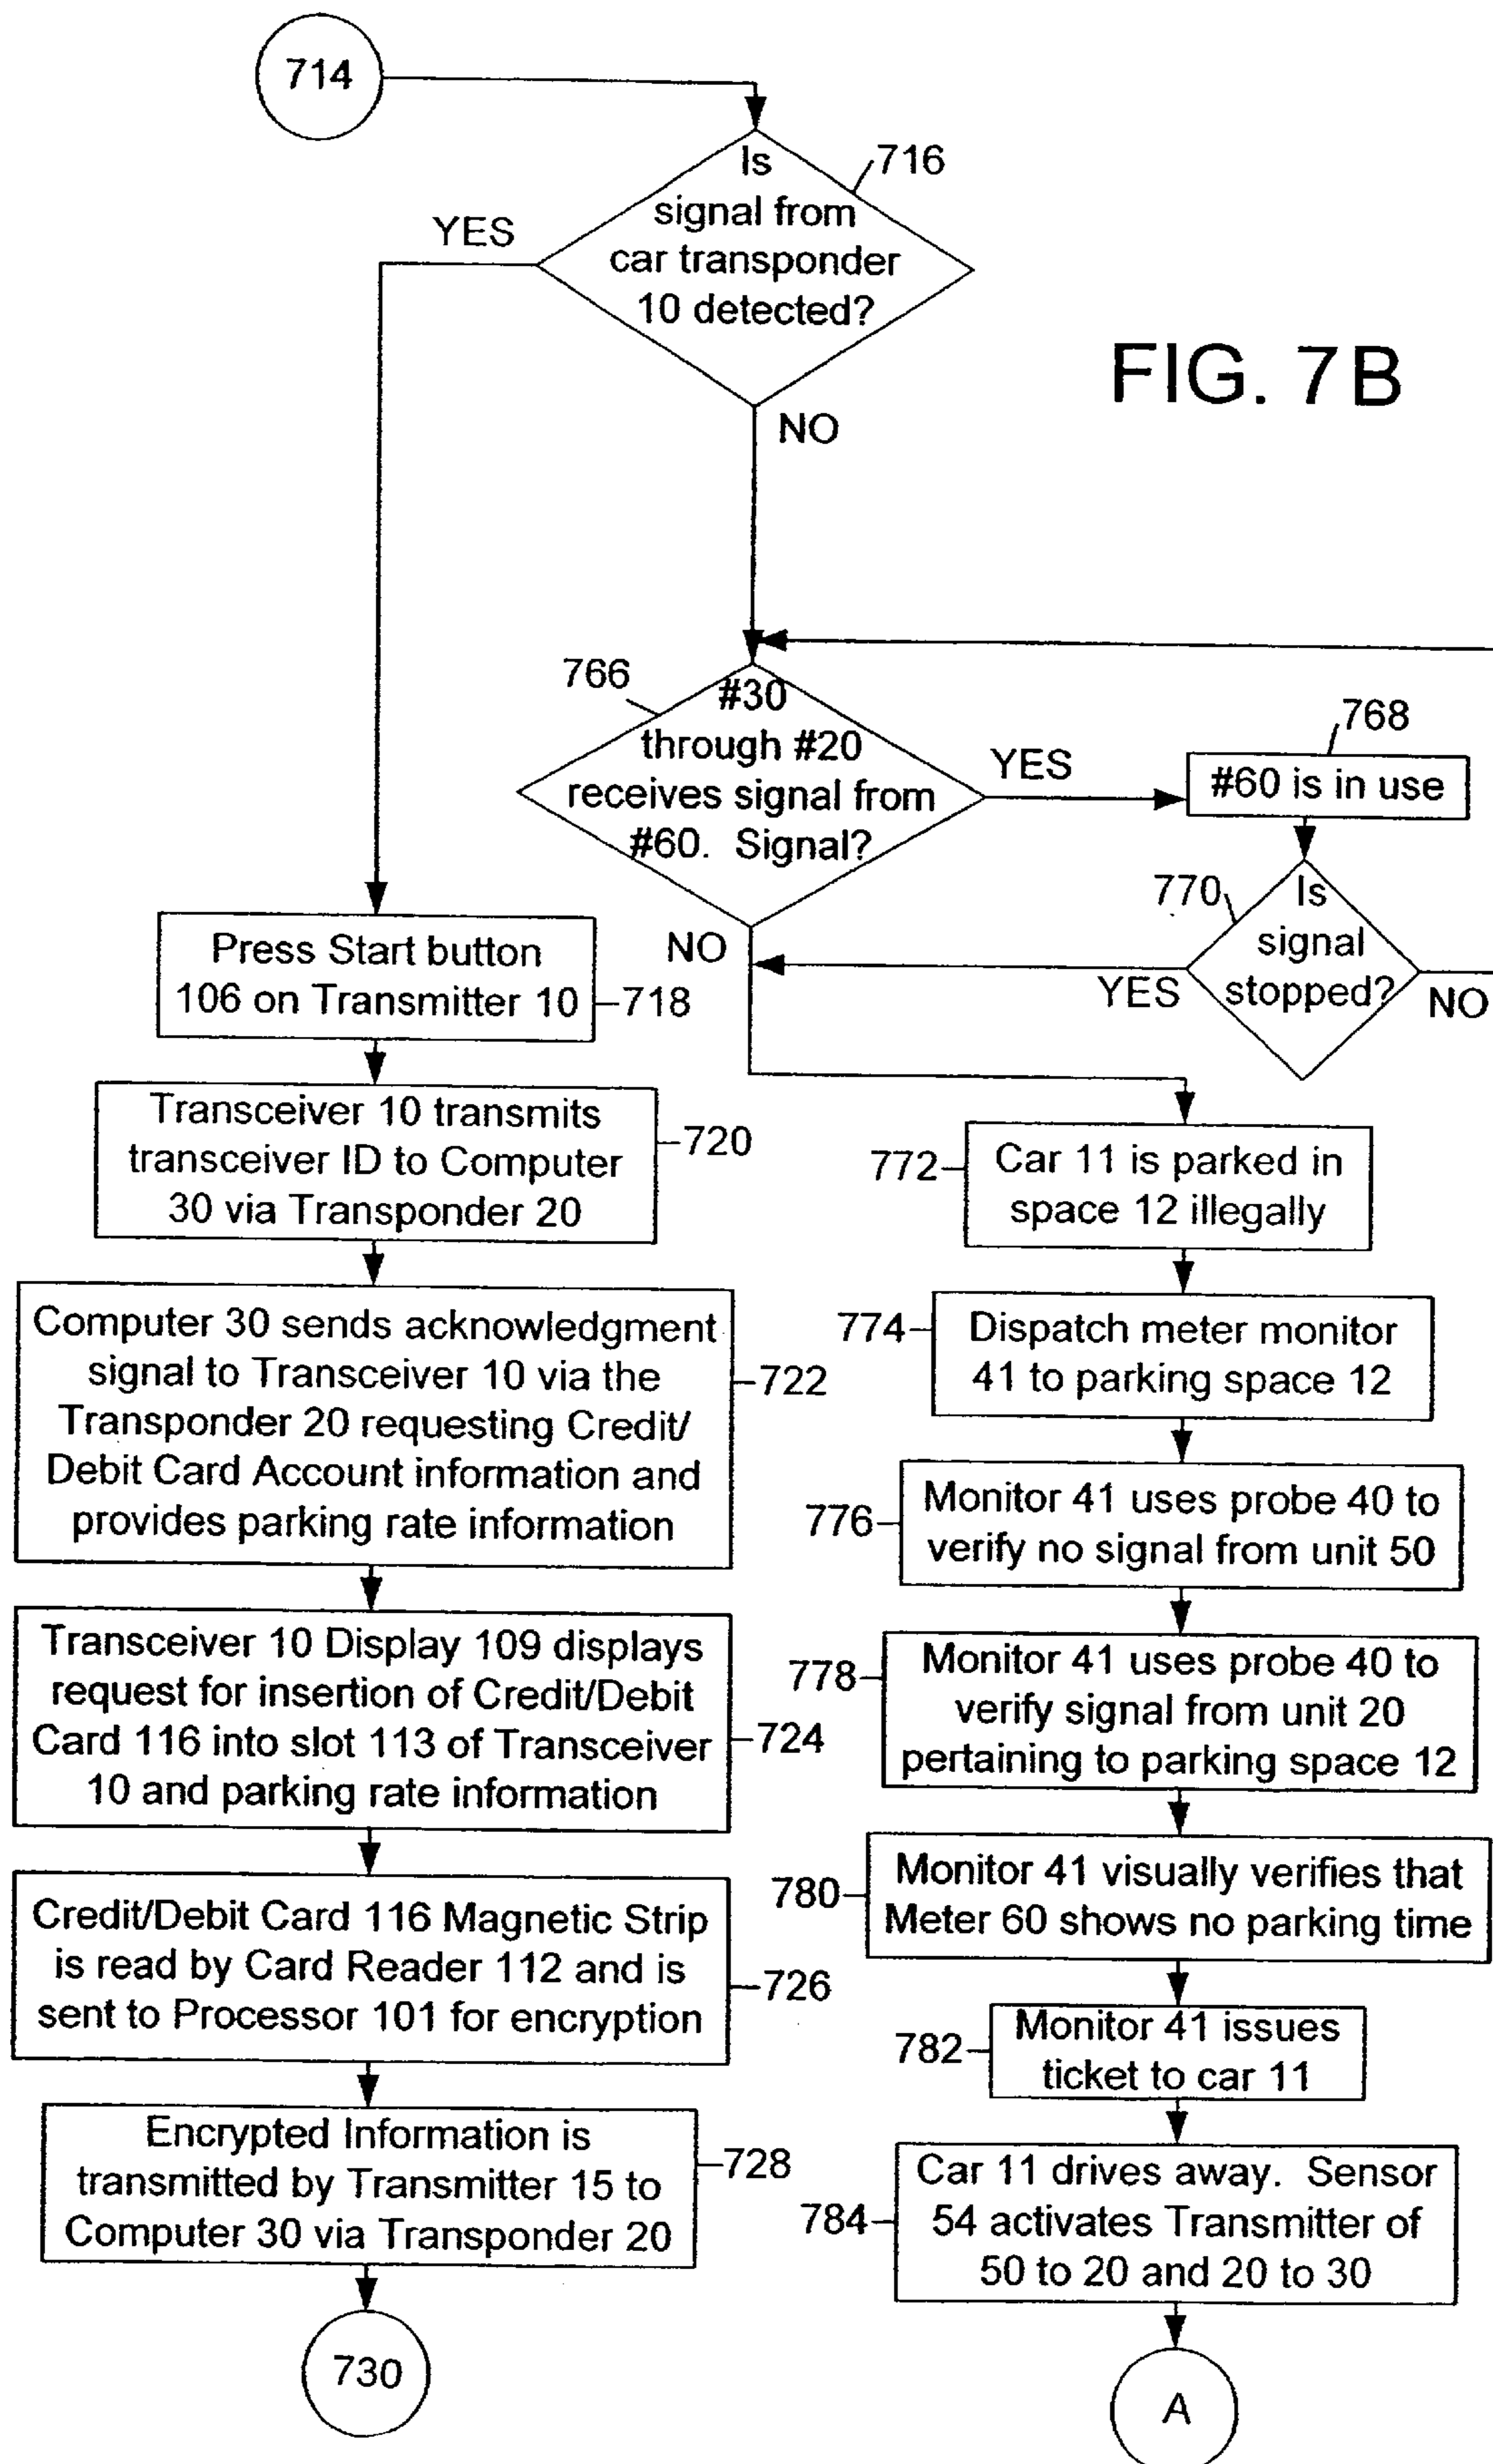 714
Is
signal from
car transponder
10 detected?
716
YES
NO
FIG. 7B
766
#30
through #20
receives signal from
#60. Signal?
YES
NO
768
#60 is in use
770
Is
signal
stopped?
YES
NO
Press Start button
106 on Transmitter 10
718
Transceiver 10 transmits
transceiver ID to Computer
30 via Transponder 20
720
Computer 30 sends acknowledgment
signal to Transceiver 10 via the
Transponder 20 requesting Credit/
Debit Card Account information and
provides parking rate information
722
Transceiver 10 Display 109 displays
request for insertion of Credit/Debit
Card 116 into slot 113 of Transceiver
10 and parking rate information
724
Credit/Debit Card 116 Magnetic Strip
is read by Card Reader 112 and is
sent to Processor 101 for encryption
726
Encrypted Information is
transmitted by Transmitter 15 to
Computer 30 via Transponder 20
728
730
772
Car 11 is parked in
space 12 illegally
774
Dispatch meter monitor
41 to parking space 12
776
Monitor 41 uses probe 40 to
verify no signal from unit 50
778
Monitor 41 uses probe 40 to
verify signal from unit 20
pertaining to parking space 12
780
Monitor 41 visually verifies that
Meter 60 shows no parking time
782
Monitor 41 issues
ticket to car 11
784
Car 11 drives away. Sensor
54 activates Transmitter of
50 to 20 and 20 to 30
A